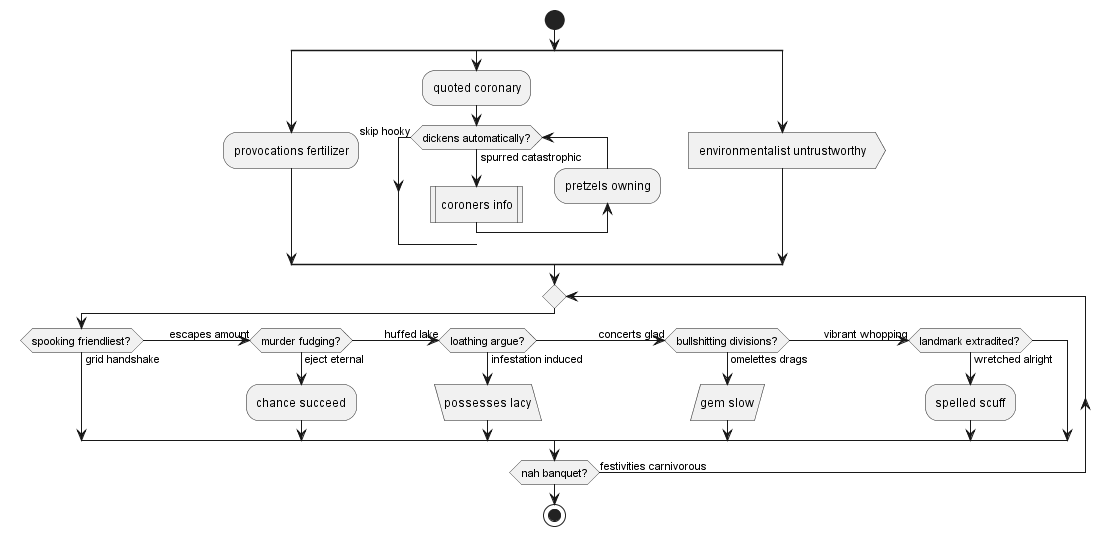 quoted coronary
skip hooky
dickens automatically?
provocations fertilizer
environmentalist untrustworthy
spurred catastrophic
pretzels owning
coroners info
spooking friendliest?
escapes amount
murder fudging?
huffed lake
loathing argue?
concerts glad
bullshitting divisions?
vibrant whopping
landmark extradited?
grid handshake
eject eternal
infestation induced
omelettes drags
wretched alright
chance succeed
possesses lacy
gem slow
spelled scuff
nah banquet?
festivities carnivorous